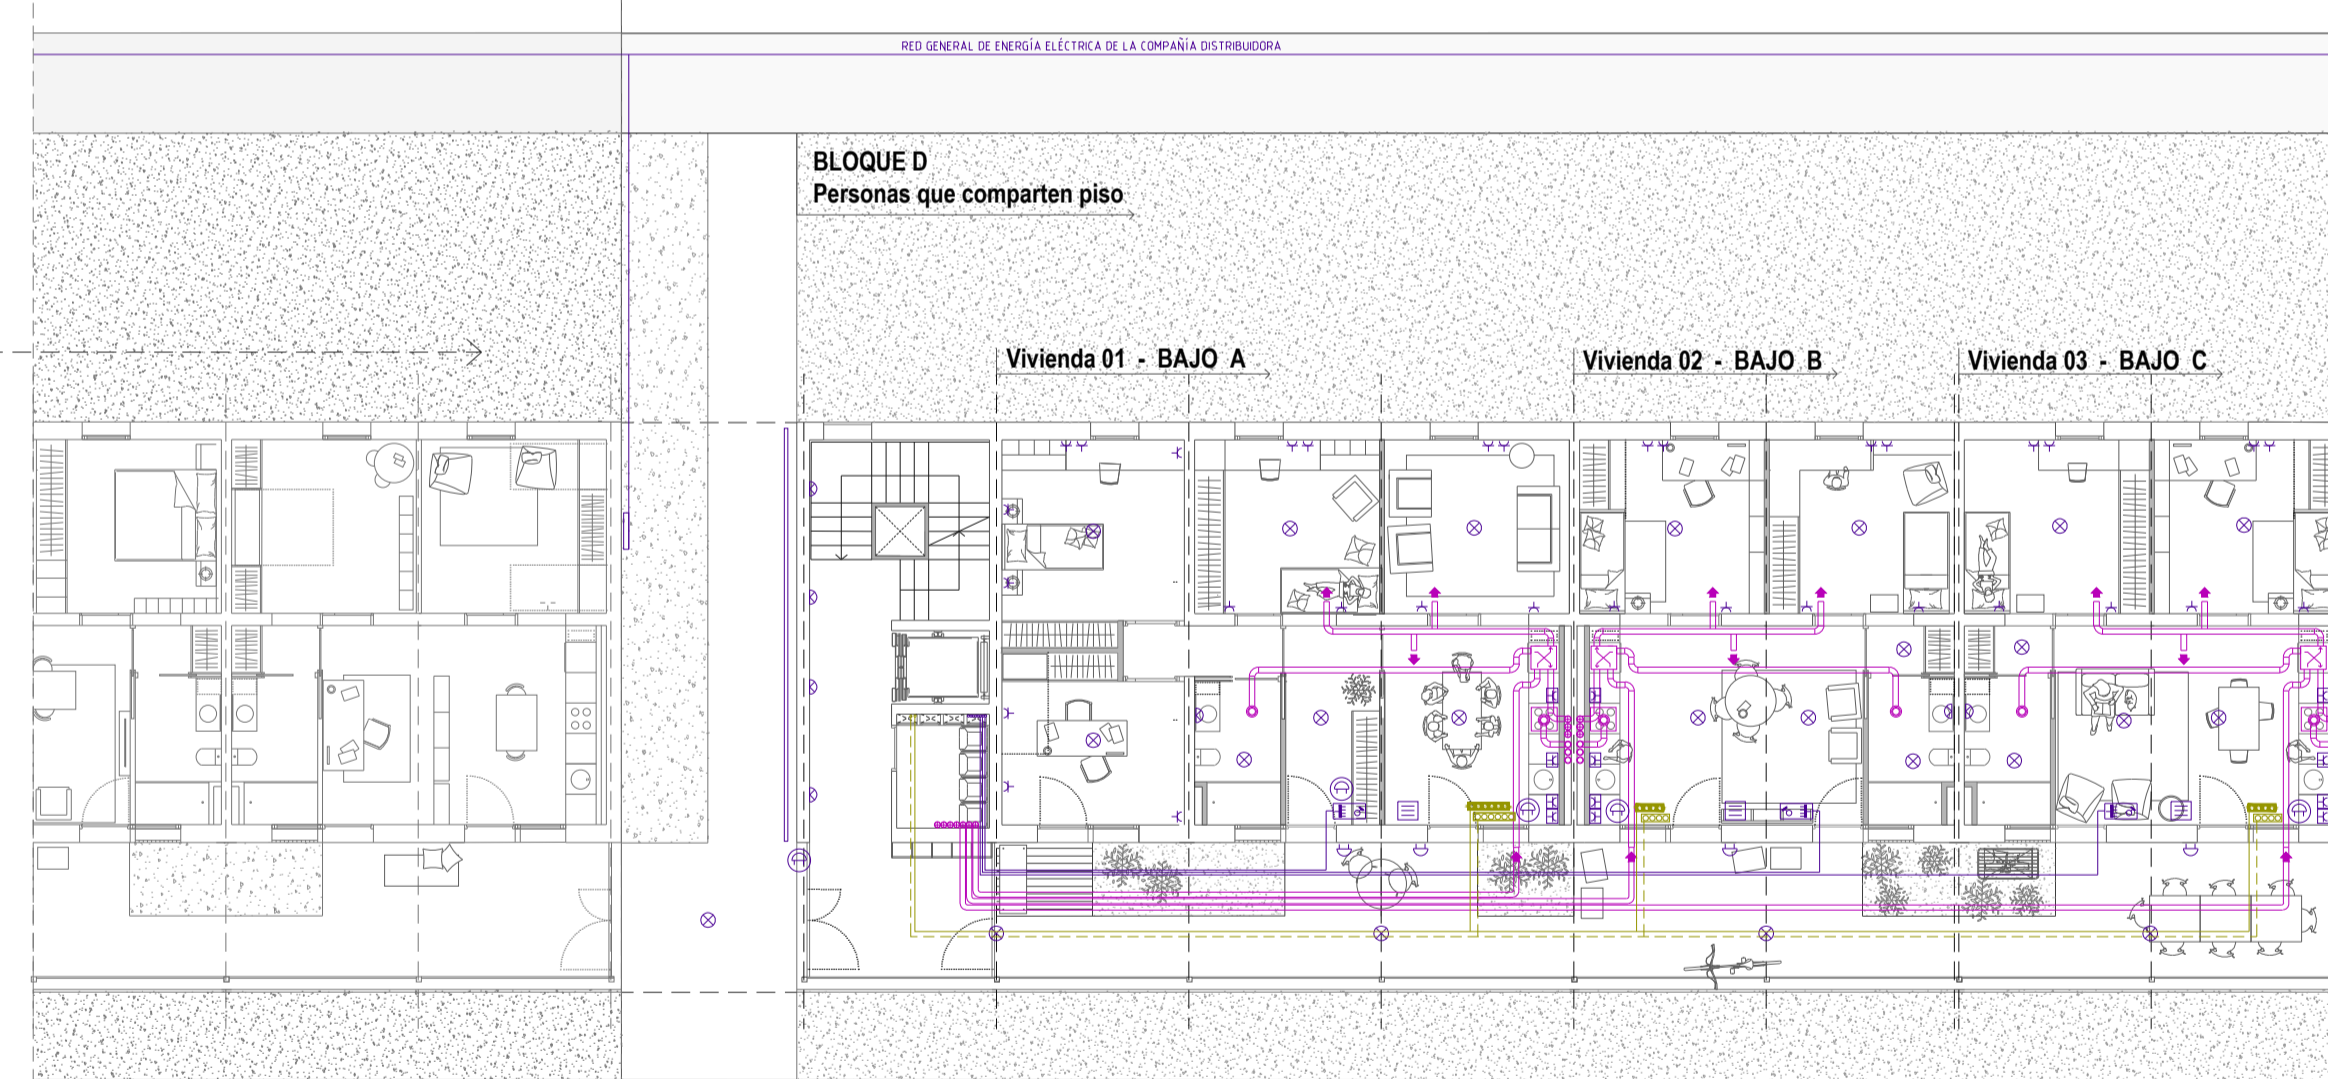 RED GENERAL DE ENERGÍA ELÉCTRICA DE LA COMPAÑÍA DISTRIBUIDORA
BLOQUE D
Personas que comparten piso
Vivienda 01 - BAJO A
Vivienda 02 - BAJO B
Vivienda 03 - BAJO C